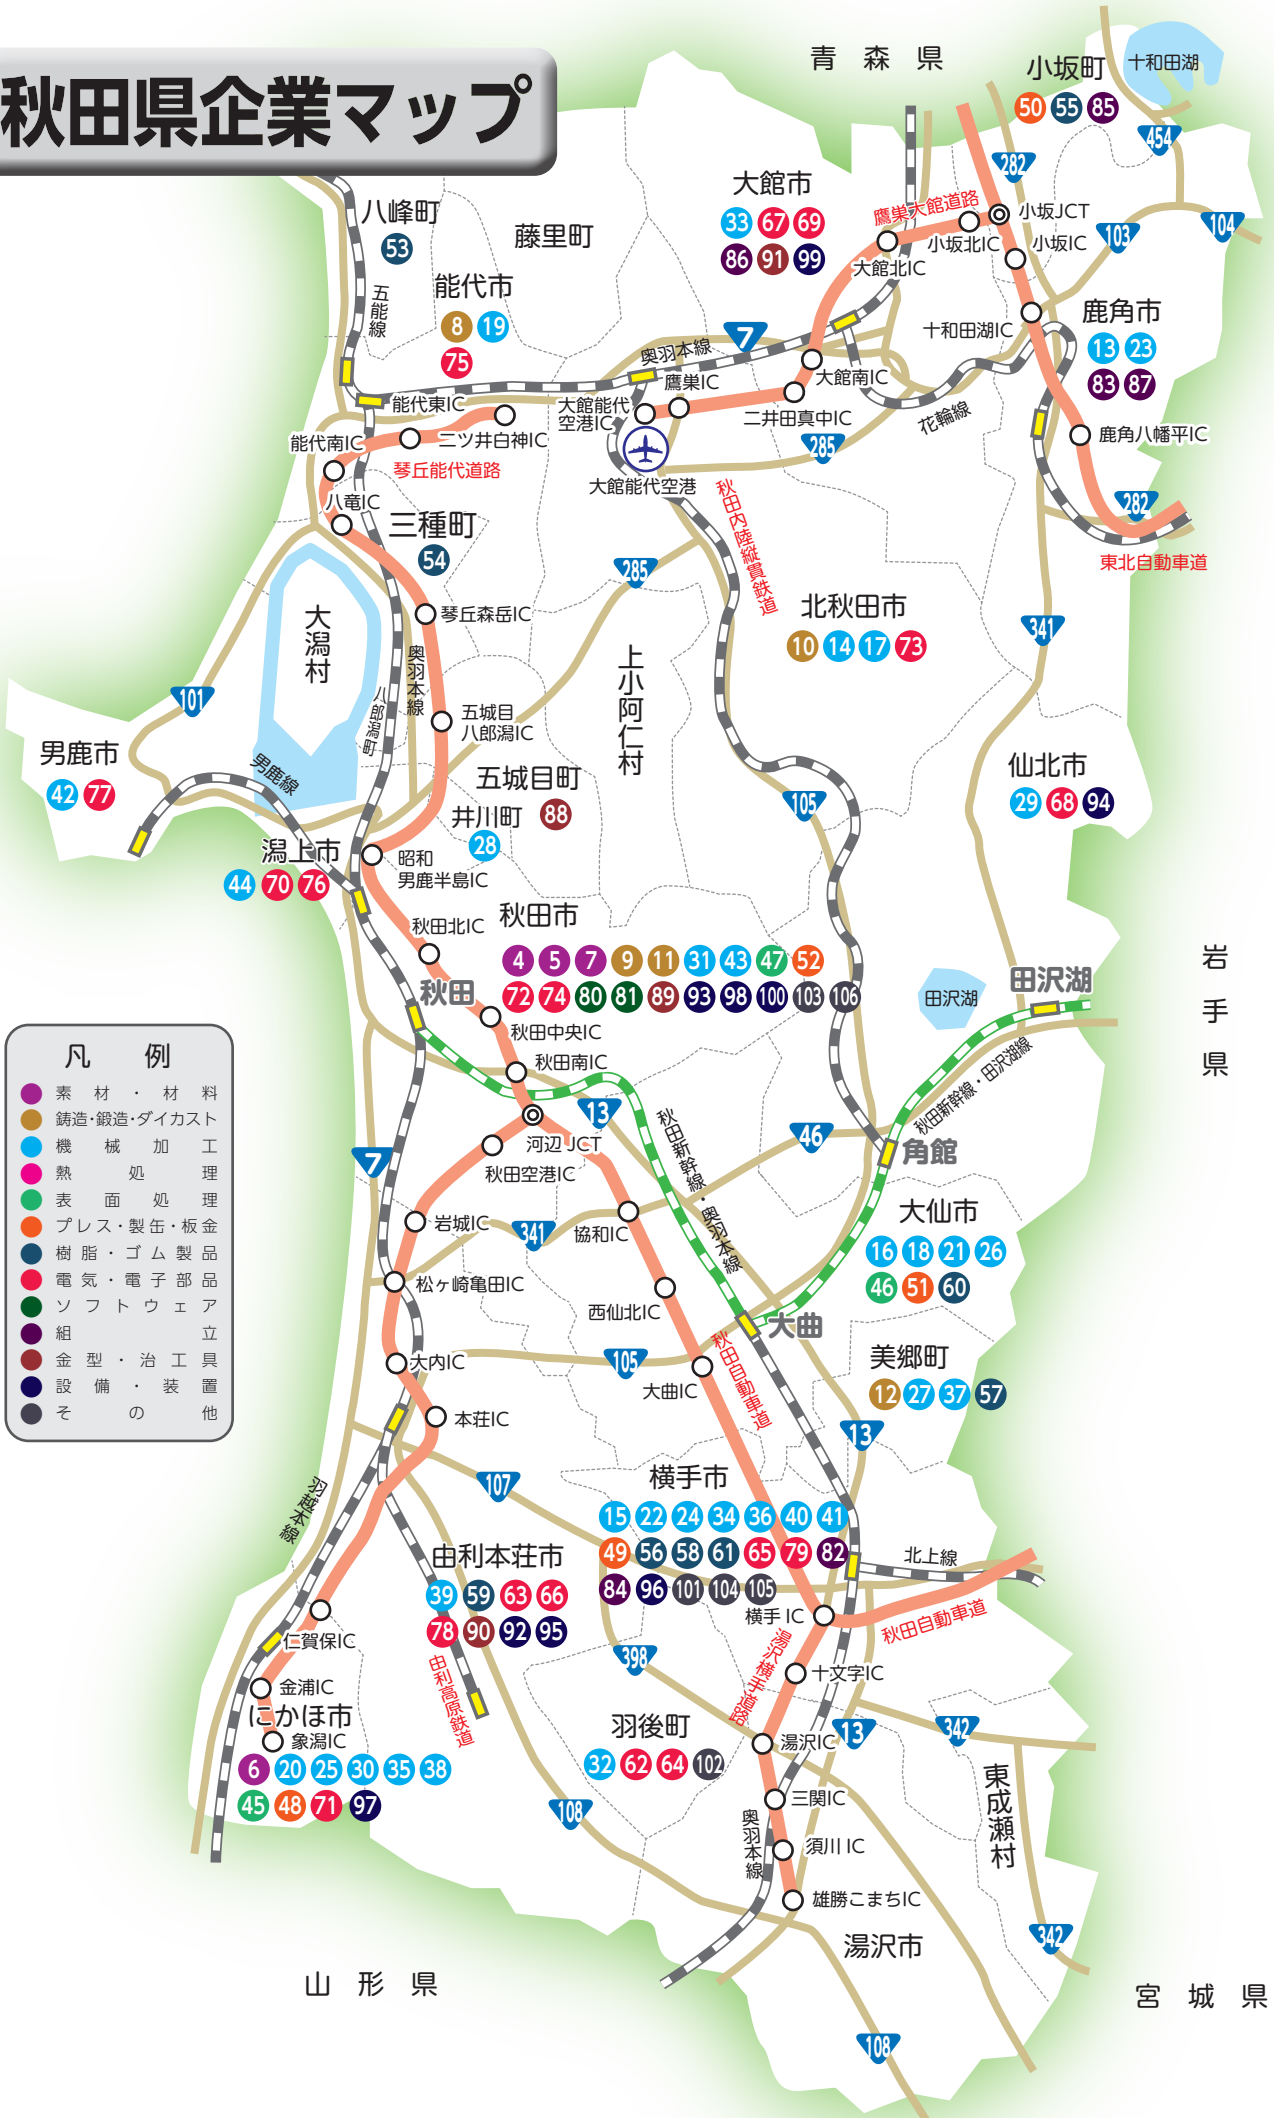 秋田県企業マップ
青森県
小坂町
十和田湖
50 55 85
454
282
大館市
33 67 69
86 91 99
鷹巣大館道路
小坂JCT
小坂北IC
小坂IC
大館北IC
103
104
八峰町
53
藤里町
五能線
能代市
8 19
75
十和田湖IC
鹿角市
13 23
83 87
7
奥羽本線
鷹巣IC
大館南IC
能代東IC
大館能代
空港IC
二井田真中IC
花輪線
能代南IC
二ツ井白神IC
鹿角八幡平IC
285
琴丘能代道路
大館能代空港
八竜IC
282
三種町
54
秋田内陸縦貫鉄道
東北自動車道
285
大潟村
琴丘森岳IC
北秋田市
10 14 17 73
341
奥羽本線
上小阿仁村
101
八郎潟町
五城目
八郎潟IC
男鹿市
42 77
男鹿線
五城目町
88
仙北市
29 68 94
井川町
28
105
潟上市
44 70 76
昭和
男鹿半島IC
秋田北IC
秋田市
4 5 7 9 11 31 43 47 52
72 74 80 81 89 93 98 100 103 106
岩手県
田沢湖
田沢湖
秋田
秋田中央IC
秋田南IC
秋田新幹線・田沢湖線
凡例
素材・材料
鋳造・鍛造・ダイカスト
機械加工
熱処理
表面処理
プレス・製缶・板金
樹脂・ゴム製品
電気・電子部品
ソフトウェア
組立
金型・治工具
設備・装置
その他
13
秋田新幹線・奥羽本線
46
河辺 JCT
角館
7
秋田空港IC
岩城IC
341
協和IC
大仙市
16 18 21 26
46 51 60
松ヶ崎亀田IC
西仙北IC
大曲
105
秋田自動車道
大内IC
大曲IC
美郷町
12 27 37 57
本荘IC
13
羽越本線
107
横手市
15 22 24 34 36 40 41
49 56 58 61 65 79 82
84 96 101 104 105
北上線
由利本荘市
39 59 63 66
78 90 92 95
横手 IC
秋田自動車道
仁賀保IC
由利高原鉄道
398
湯沢横手道路
十文字IC
金浦IC
にかほ市
象潟IC
6 20 25 30 35 38
45 48 71 97
羽後町
32 62 64 102
湯沢IC
13
342
108
三関IC
東成瀬村
奥羽本線
須川 IC
雄勝こまちIC
湯沢市
342
山形県
宮城県
108